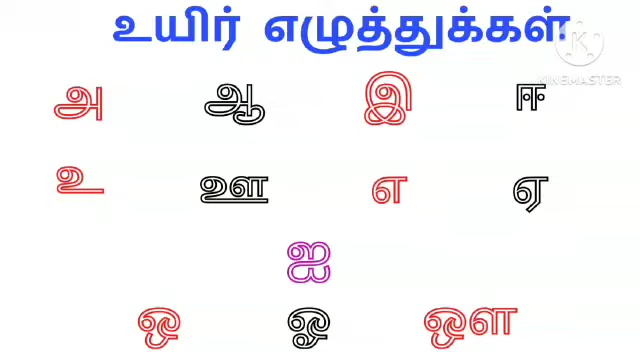 உயிர் எழுத்துக்கள்
KINEMASTER
அ ஆ இ ஈ
உ ஊ எ ஏ
ஐ
ஒ ஓ ஔ